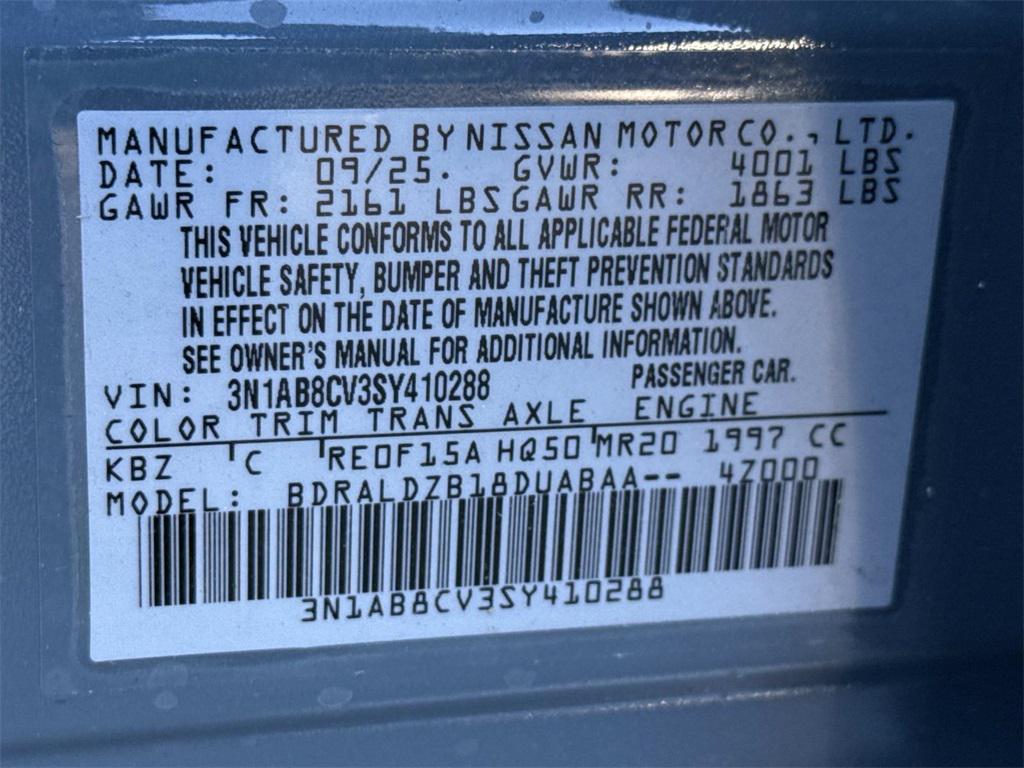 MANUFACTURED BY NISSAN MOTOR CO., LTD.
DATE: 09/25. GVWR: 4001 LBS
GAWR FR: 2161 LBS GAWR RR: 1863 LBS
THIS VEHICLE CONFORMS TO ALL APPLICABLE FEDERAL MOTOR
VEHICLE SAFETY, BUMPER AND THEFT PREVENTION STANDARDS
IN EFFECT ON THE DATE OF MANUFACTURE SHOWN ABOVE.
SEE OWNER'S MANUAL FOR ADDITIONAL INFORMATION.
VIN: 3N1AB8CV3SY410288 PASSENGER CAR.
COLOR TRIM TRANS AXLE ENGINE
KBZ C RE0F15A HQ50 MR20 1997 CC
MODEL: BDRALDZB18DUABAA-- 4Z000
3N1AB8CV3SY410288